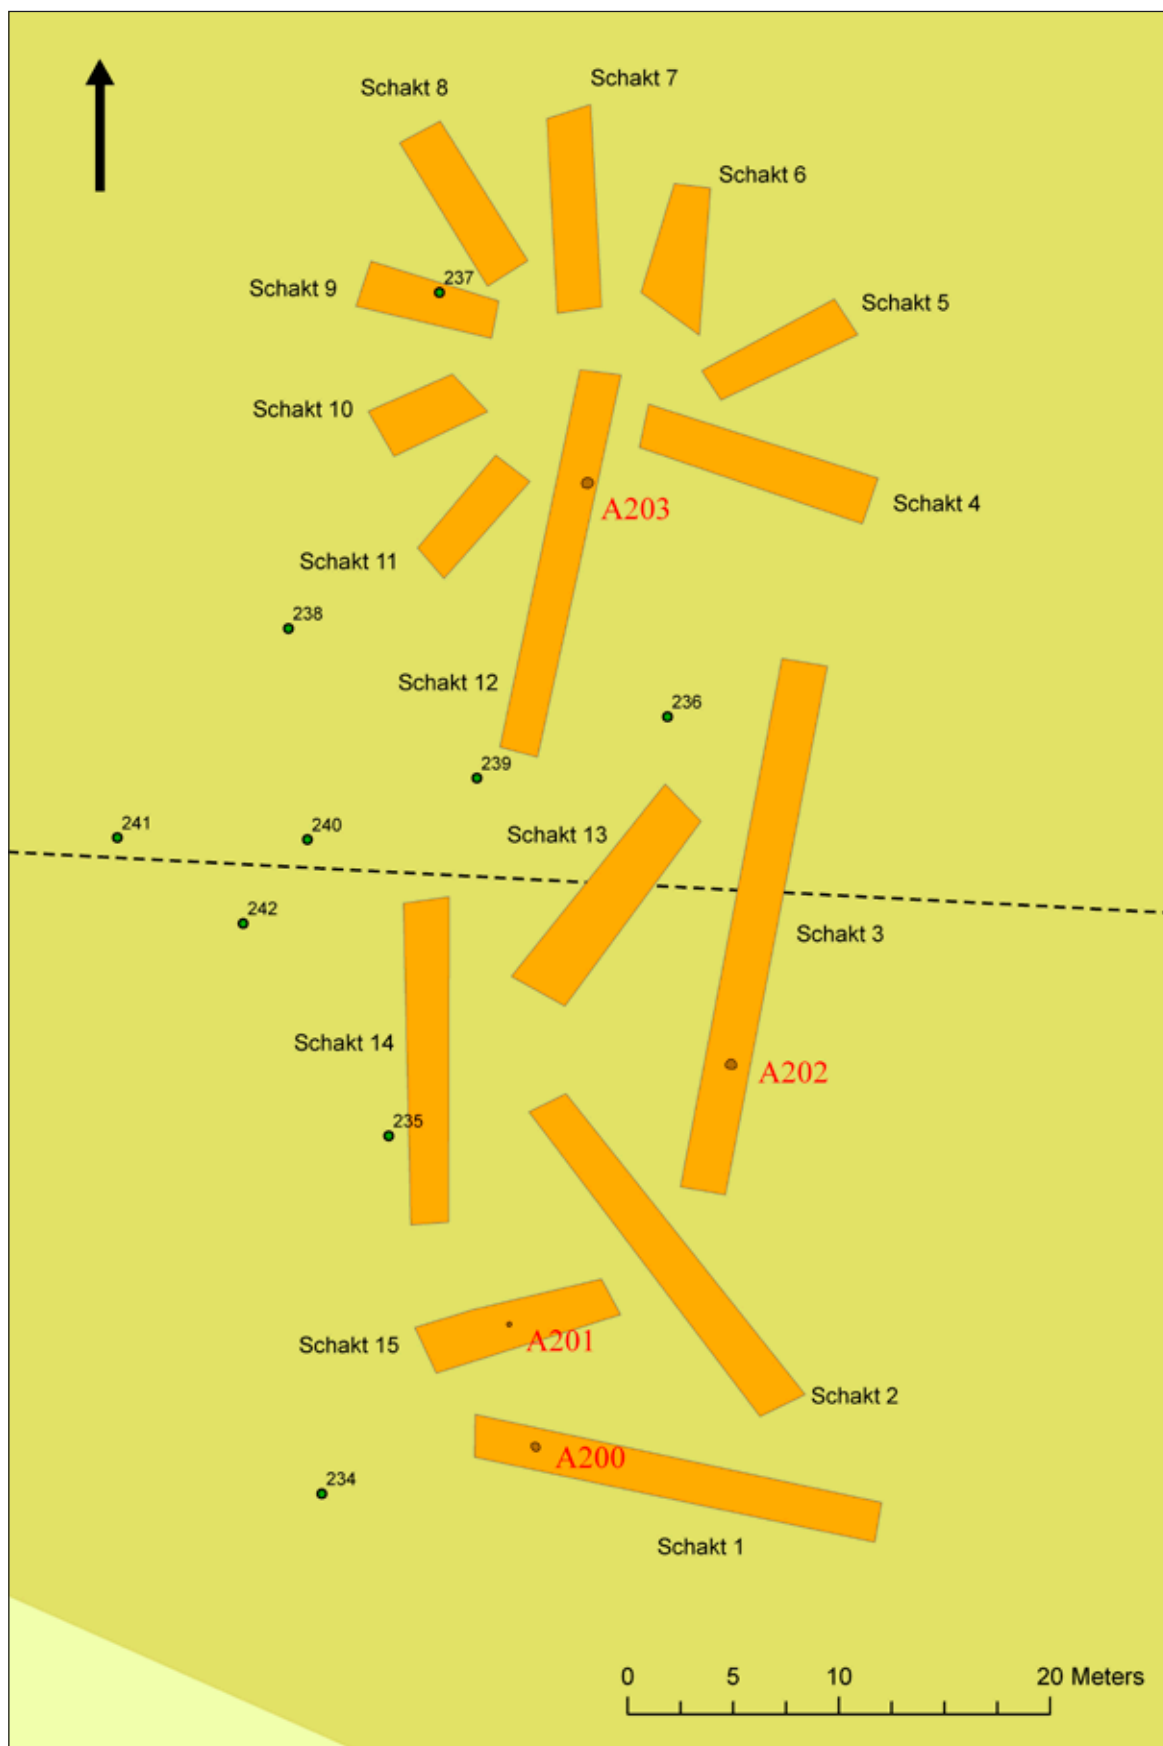 Schakt 7
Schakt 8
Schakt 6
237
Schakt 9
Schakt 5
Schakt 10
Schakt 4
A203
Schakt 11
238
Schakt 12
236
239
241
240
Schakt 13
242
Schakt 3
Schakt 14
A202
235
Schakt 15
A201
Schakt 2
A200
234
Schakt 1
0 5 10 20 Meters